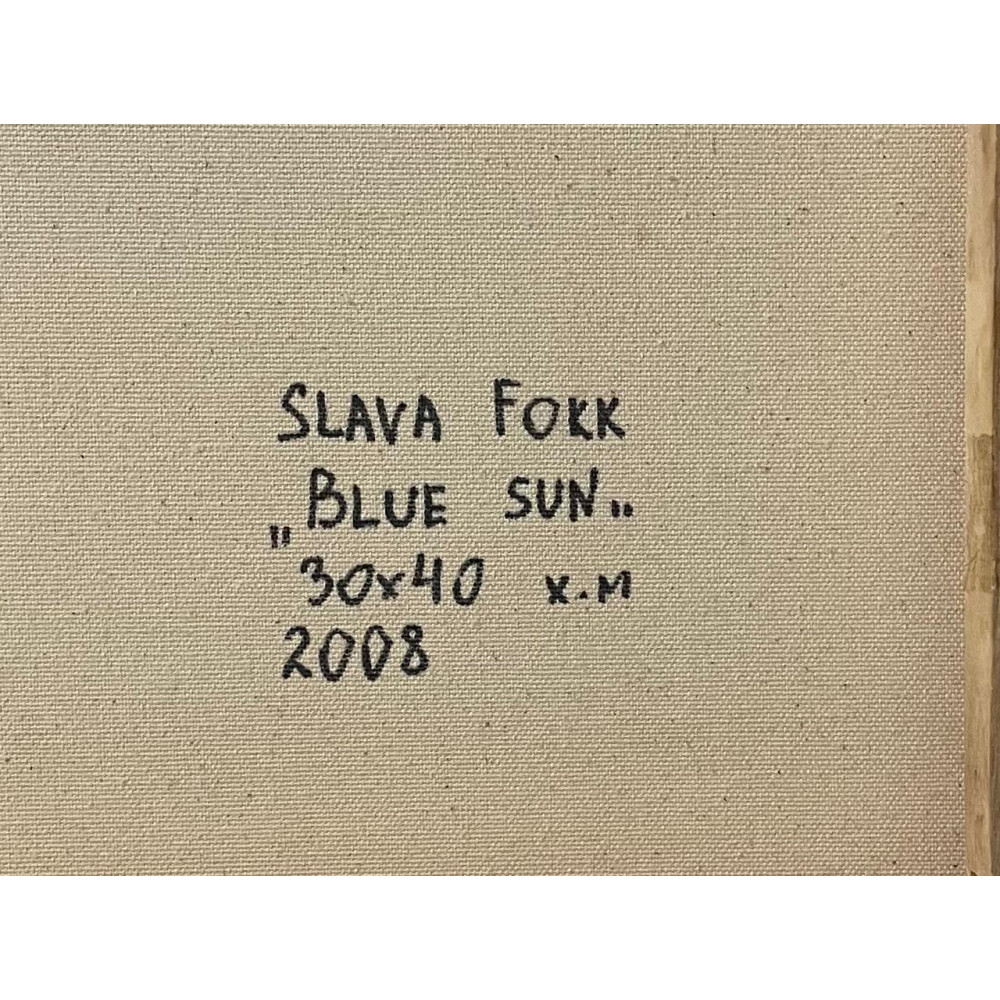 SLAVA FOKK
„BLUE SUN„
30x40 х.м
2008